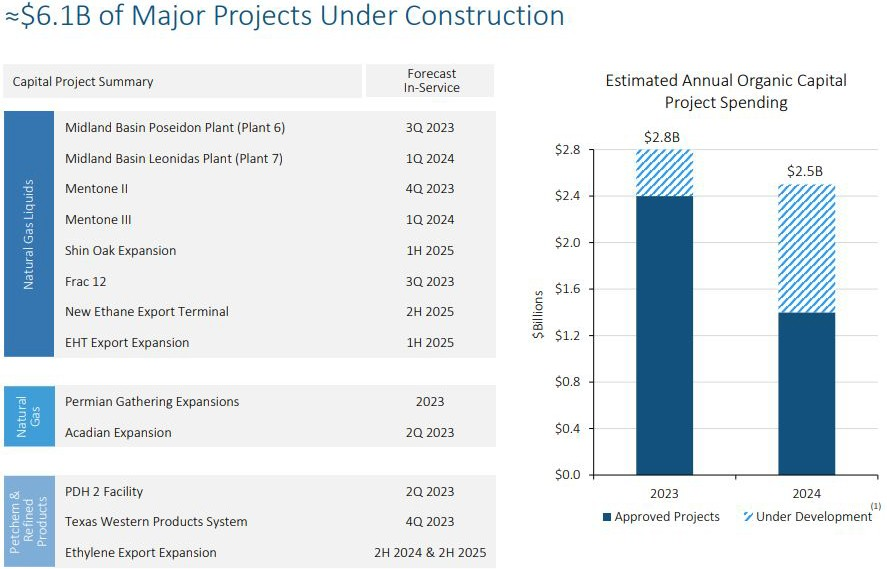 ≈$6.1B of Major Projects Under Construction
Capital Project Summary
Forecast
In-Service
Natural Gas Liquids
Midland Basin Poseidon Plant (Plant 6) 3Q 2023
Midland Basin Leonidas Plant (Plant 7) 1Q 2024
Mentone II 4Q 2023
Mentone III 1Q 2024
Shin Oak Expansion 1H 2025
Frac 12 3Q 2023
New Ethane Export Terminal 2H 2025
EHT Export Expansion 1H 2025
Natural
Gas
Permian Gathering Expansions 2023
Acadian Expansion 2Q 2023
Petchem &
Refined
Products
PDH 2 Facility 2Q 2023
Texas Western Products System 4Q 2023
Ethylene Export Expansion 2H 2024 & 2H 2025
Estimated Annual Organic Capital
Project Spending
$Billions
$2.8B
$2.5B
$2.8
$2.4
$2.0
$1.6
$1.2
$0.8
$0.4
$0.0
2023 2024
Approved Projects Under Development (1)